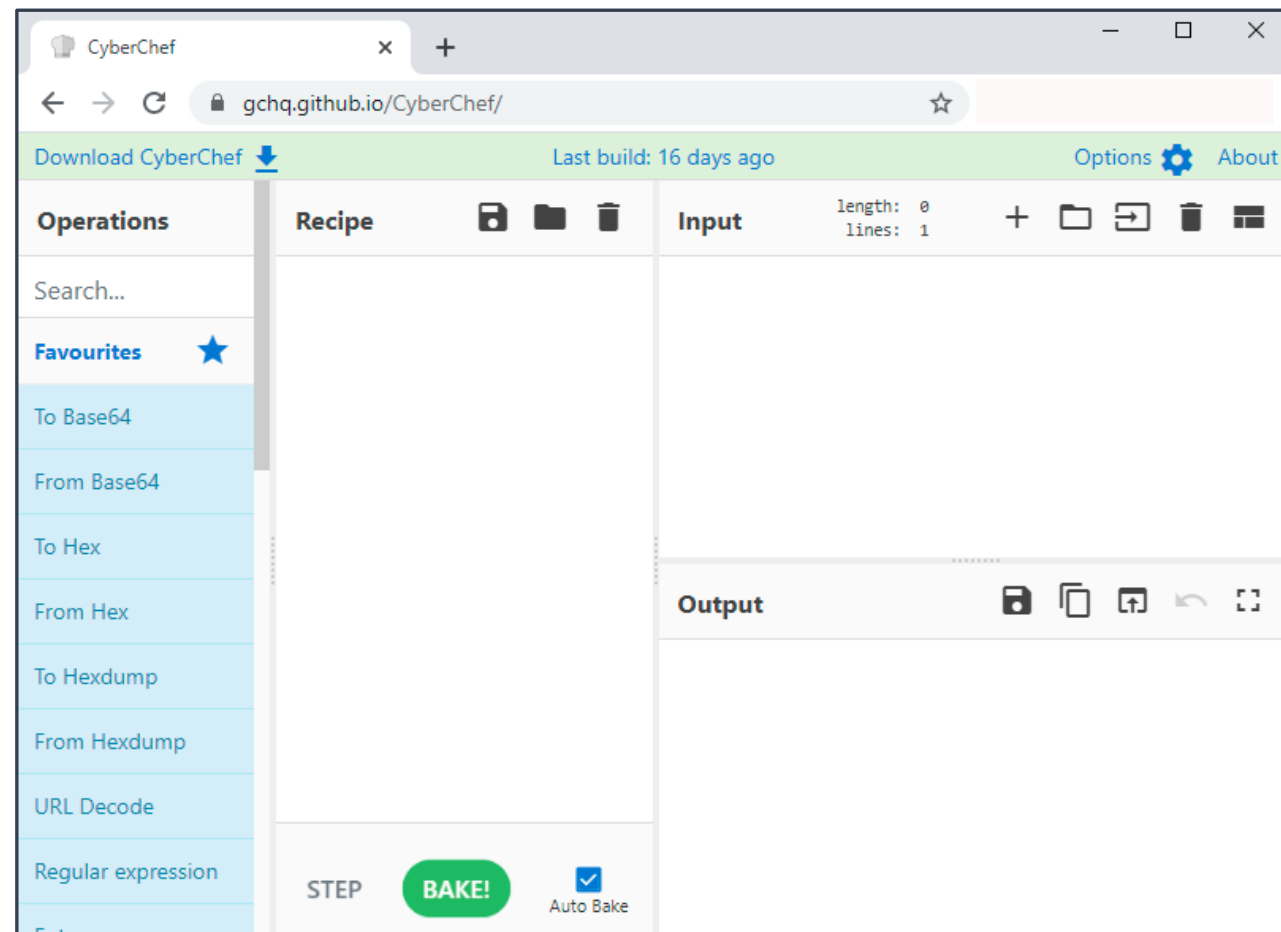 CyberChef
gchq.github.io/CyberChef/
Download CyberChef
Last build: 16 days ago
Options
About
Operations
Search...
Favourites
To Base64
From Base64
To Hex
From Hex
To Hexdump
From Hexdump
URL Decode
Regular expression
Recipe
STEP
BAKE!
Auto Bake
Input
length: 0
lines: 1
Output